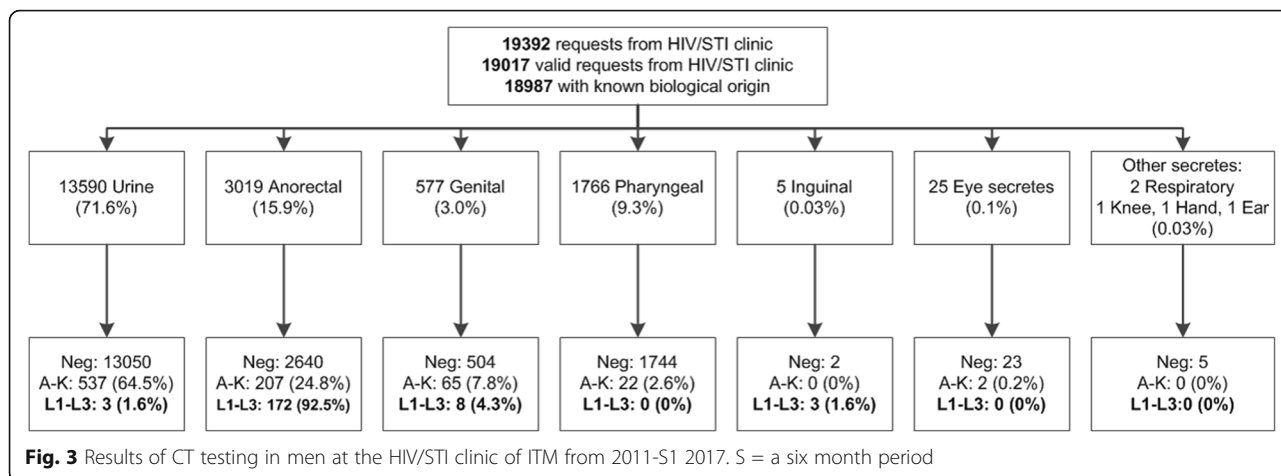 19392 requests from HIV/STI clinic
19017 valid requests from HIV/STI clinic
18987 with known biological origin
13590 Urine
(71.6%)
3019 Anorectal
(15.9%)
577 Genital
(3.0%)
1766 Pharyngeal
(9.3%)
5 Inguinal
(0.03%)
25 Eye secretes
(0.1%)
Other secretes:
2 Respiratory
1 Knee, 1 Hand, 1 Ear
(0.03%)
Neg: 13050
A-K: 537 (64.5%)
L1-L3: 3 (1.6%)
Neg: 2640
A-K: 207 (24.8%)
L1-L3: 172 (92.5%)
Neg: 504
A-K: 65 (7.8%)
L1-L3: 8 (4.3%)
Neg: 1744
A-K: 22 (2.6%)
L1-L3: 0 (0%)
Neg: 2
A-K: 0 (0%)
L1-L3: 3 (1.6%)
Neg: 23
A-K: 2 (0.2%)
L1-L3: 0 (0%)
Neg: 5
A-K: 0 (0%)
L1-L3:0 (0%)
Fig. 3 Results of CT testing in men at the HIV/STI clinic of ITM from 2011-S1 2017. S = a six month period